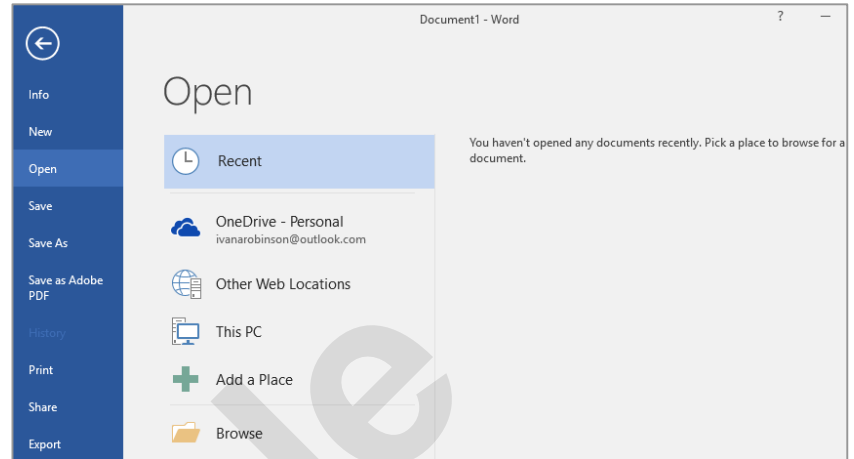 Document1 - Word
?
Info
New
Open
Save
Save As
Save as Adobe
PDF
History
Print
Share
Export
Open
Recent
OneDrive - Personal
ivanarobinson@outlook.com
Other Web Locations
This PC
Add a Place
Browse
You haven't opened any documents recently. Pick a place to browse for a
document.
le